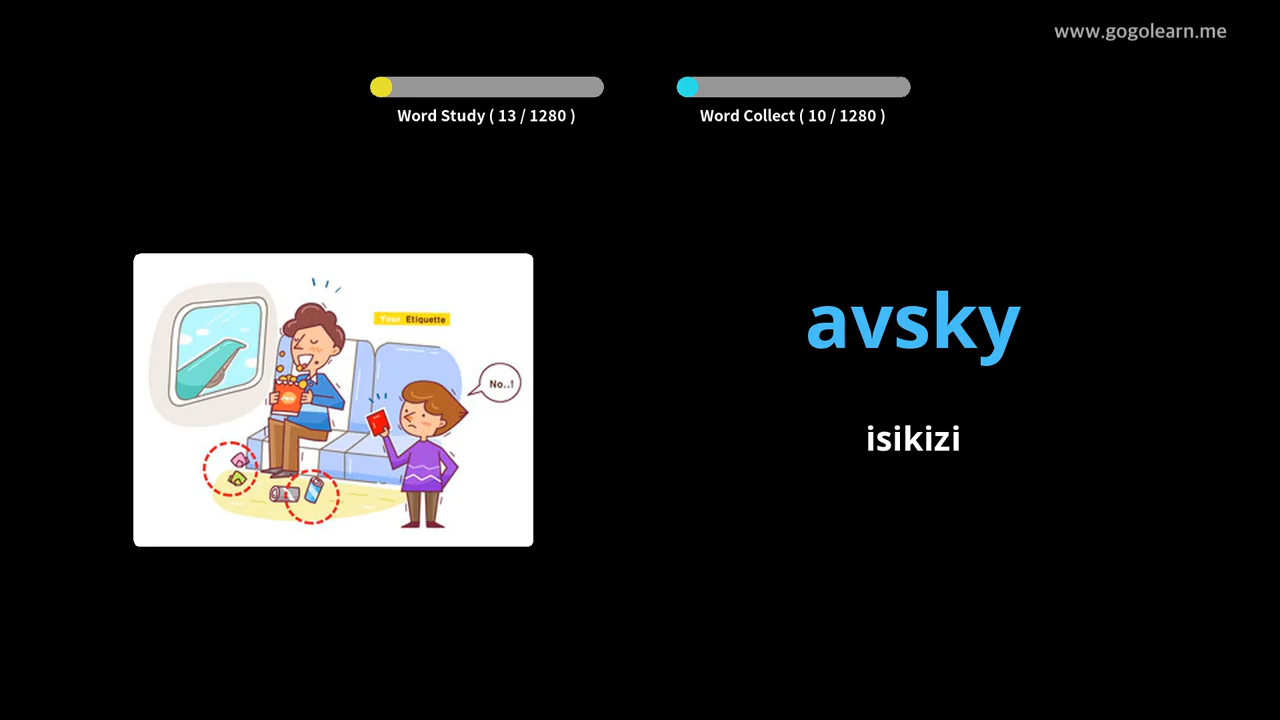 www.gogolearn.me
Word Study ( 13 / 1280 )
Word Collect ( 10 / 1280 )
Your Etiquette
No..!
avsky
isikizi